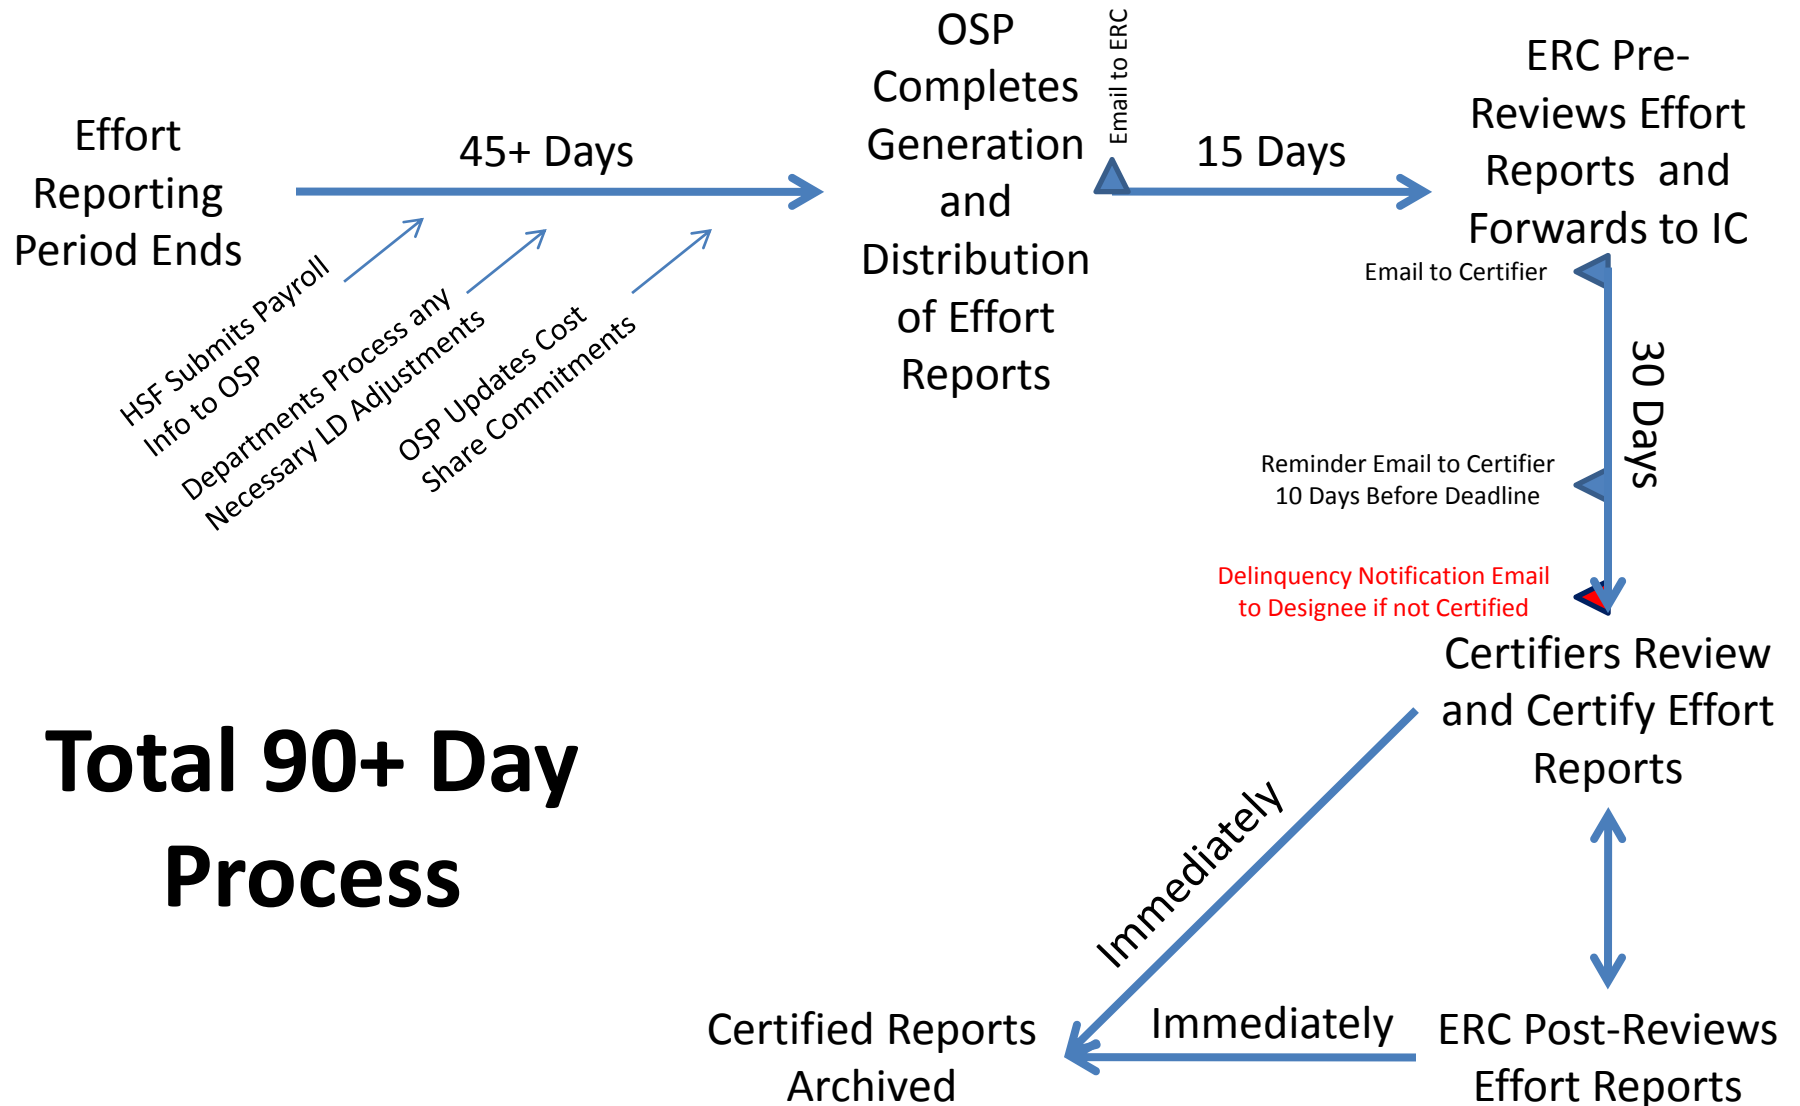 Effort
Reporting
Period Ends
45+ Days
HSF Submits Payroll
Info to OSP
Departments Process any
Necessary LD Adjustments
OSP Updates Cost
Share Commitments
OSP
Completes
Generation
and
Distribution
of Effort
Reports
Email to ERC
15 Days
ERC Pre-
Reviews Effort
Reports and
Forwards to IC
Email to Certifier
30 Days
Reminder Email to Certifier
10 Days Before Deadline
Delinquency Notification Email
to Designee if not Certified
Certifiers Review
and Certify Effort
Reports
Total 90+ Day
Process
Immediately
Immediately
Certified Reports
Archived
ERC Post-Reviews
Effort Reports